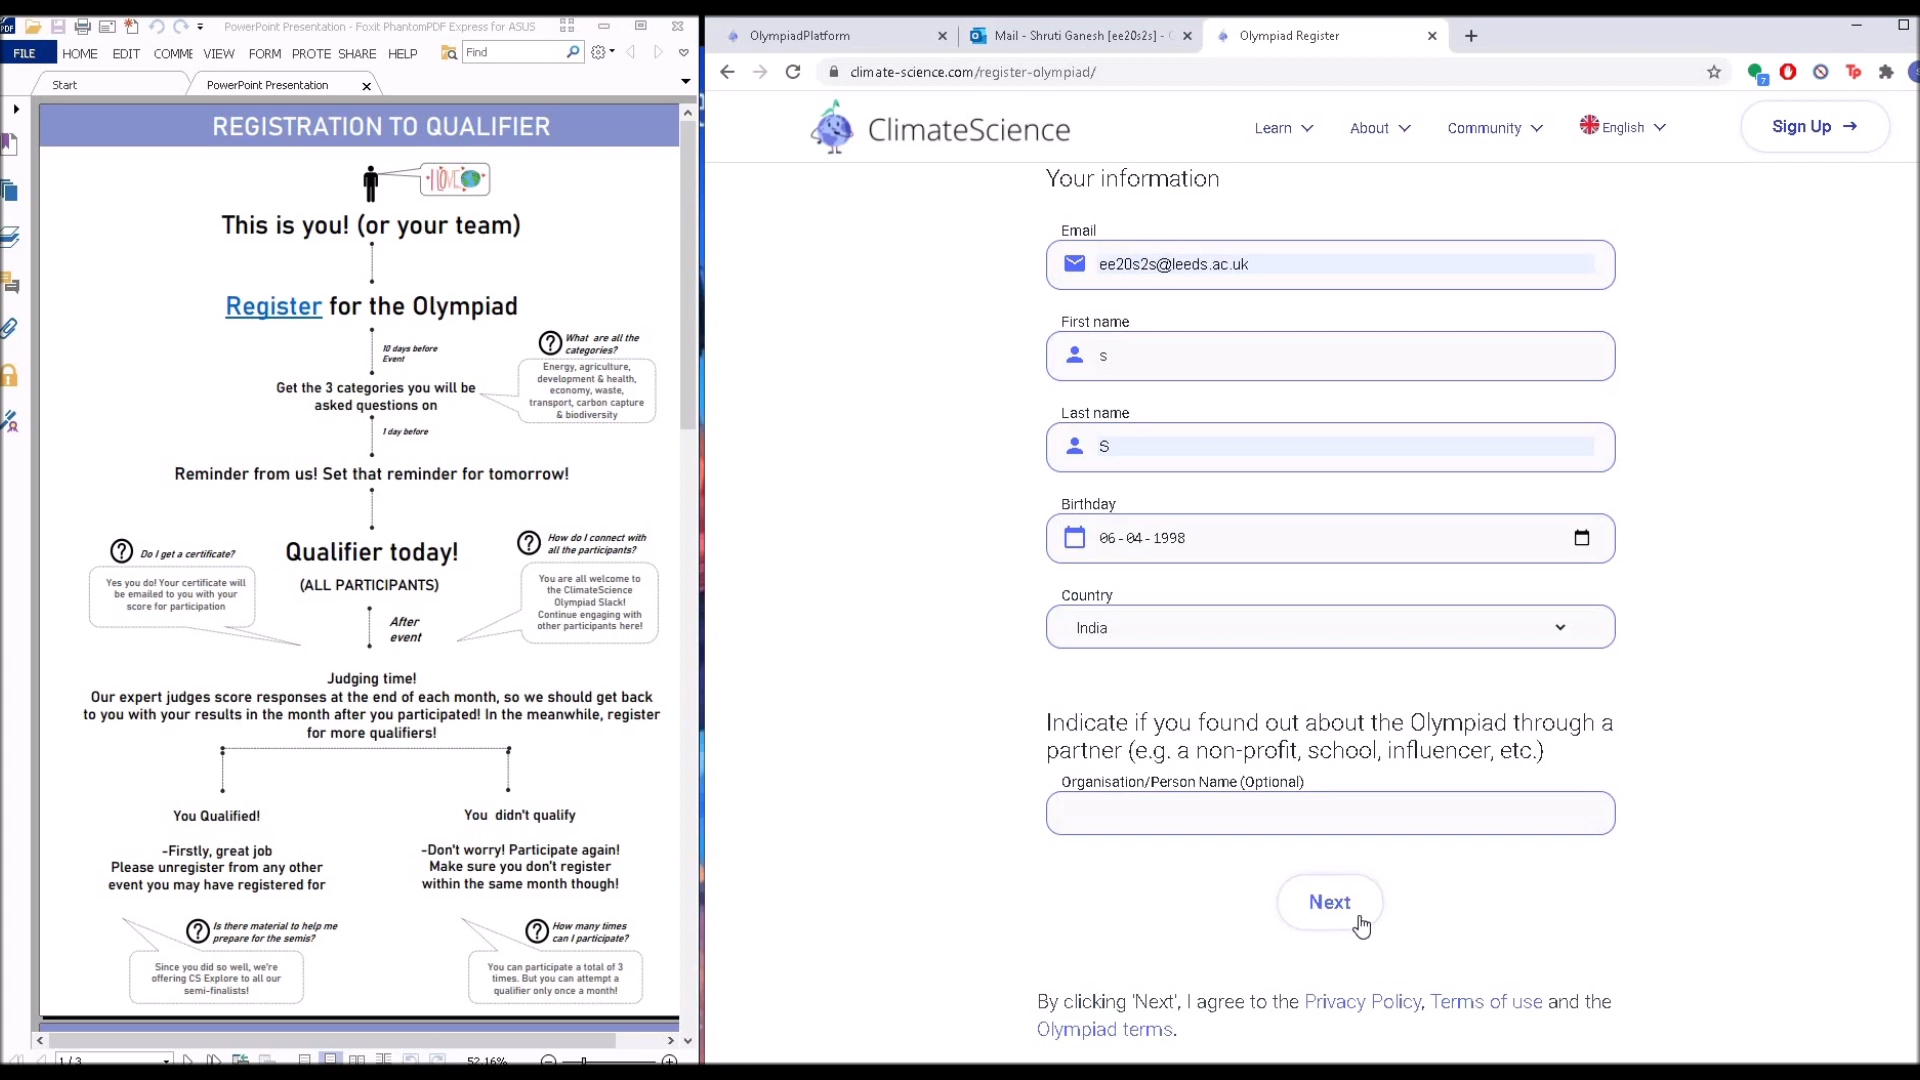 PowerPoint Presentation - Foxit PhantomPDF Express for ASUS
FILE HOME EDIT COMME VIEW FORM PROTE SHARE HELP Find
Start PowerPoint Presentation
REGISTRATION TO QUALIFIER
I LOVE
This is you! (or your team)
Register for the Olympiad
10 days before
Event
What are all the
categories?
Energy, agriculture,
development & health,
economy, waste,
transport, carbon capture
& biodiversity
Get the 3 categories you will be
asked questions on
1 day before
Reminder from us! Set that reminder for tomorrow!
Do I get a certificate?
Yes you do! Your certificate will
be emailed to you with your
score for participation
Qualifier today!
(ALL PARTICIPANTS)
How do I connect with
all the participants?
You are all welcome to
the ClimateScience
Olympiad Slack!
Continue engaging with
other participants here!
After
event
Judging time!
Our expert judges score responses at the end of each month, so we should get back
to you with your results in the month after you participated! In the meanwhile, register
for more qualifiers!
You Qualified!
-Firstly, great job
Please unregister from any other
event you may have registered for
Is there material to help me
prepare for the semis?
Since you did so well, we're
offering CS Explore to all our
semi-finalists!
You didn't qualify
-Don't worry! Participate again!
Make sure you don't register
within the same month though!
How many times
can I participate?
You can participate a total of 3
times. But you can attempt a
qualifier only once a month!
1/3 52.16%
OlympiadPlatform Mail - Shruti Ganesh [ee20s2s] - Olympiad Register
climate-science.com/register-olympiad/
ClimateScience Learn About Community English Sign Up
Your information
Email
ee20s2s@leeds.ac.uk
First name
s
Last name
S
Birthday
06-04-1998
Country
India
Indicate if you found out about the Olympiad through a
partner (e.g. a non-profit, school, influencer, etc.)
Organisation/Person Name (Optional)
Next
By clicking 'Next', I agree to the Privacy Policy, Terms of use and the
Olympiad terms.